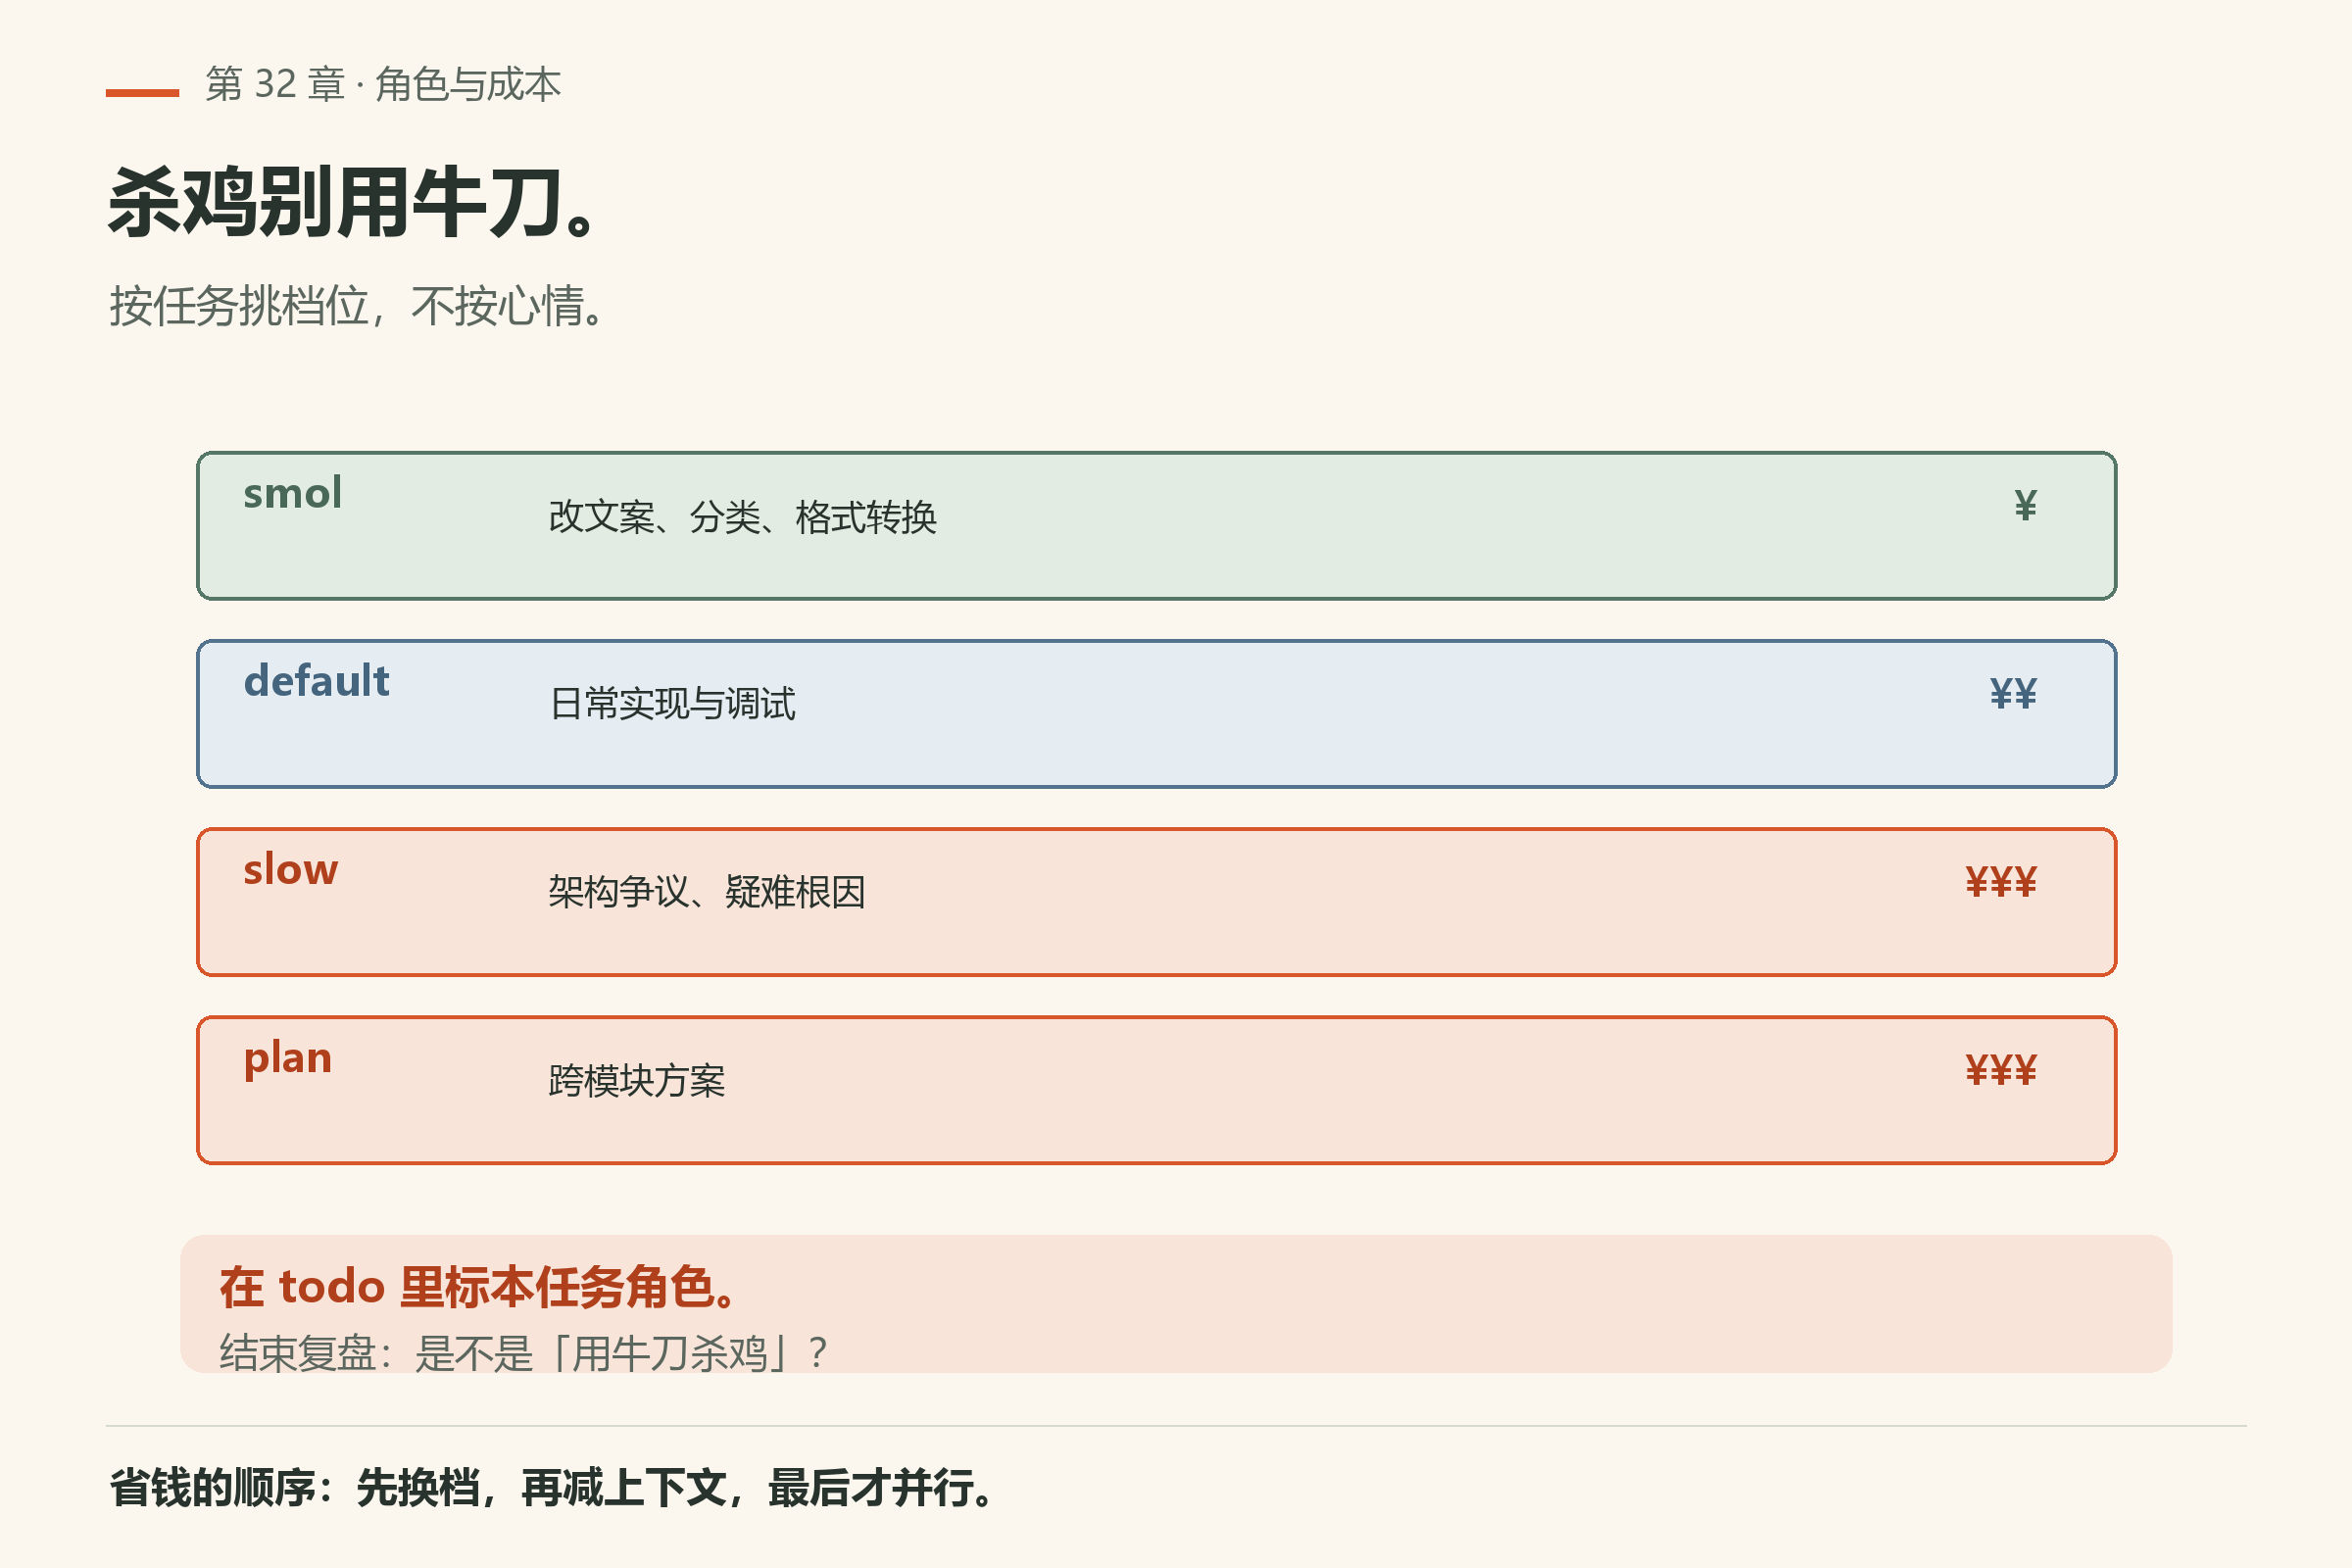 第 32 章 · 角色与成本
杀鸡别用牛刀。
按任务挑档位，不按心情。
smol 改文案、分类、格式转换 ¥
default 日常实现与调试 ¥¥
slow 架构争议、疑难根因 ¥¥¥
plan 跨模块方案 ¥¥¥
在 todo 里标本任务角色。
结束复盘：是不是「用牛刀杀鸡」？
省钱的顺序：先换档，再减上下文，最后才并行。